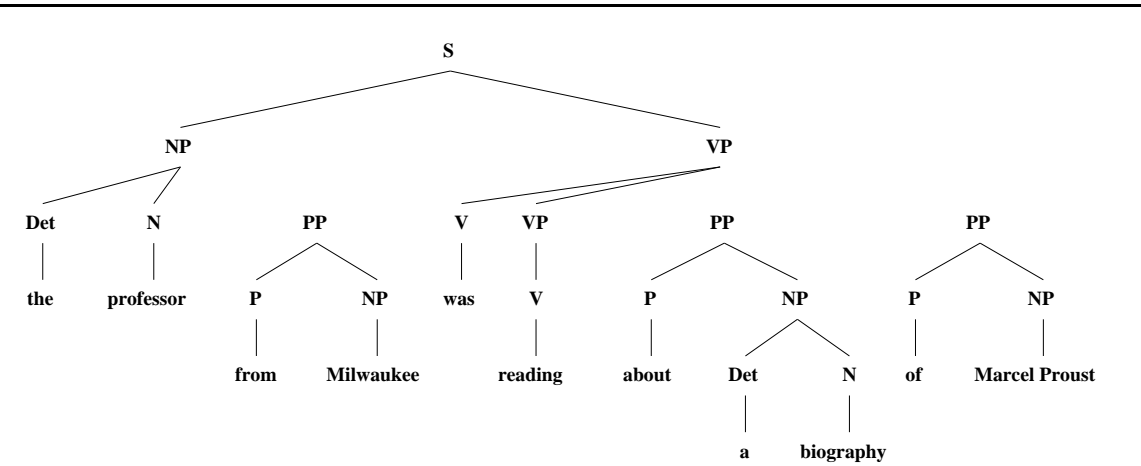 S
NP VP
Det N PP V VP PP PP
the professor P NP was V P NP P NP
from Milwaukee reading about Det N of Marcel Proust
a biography